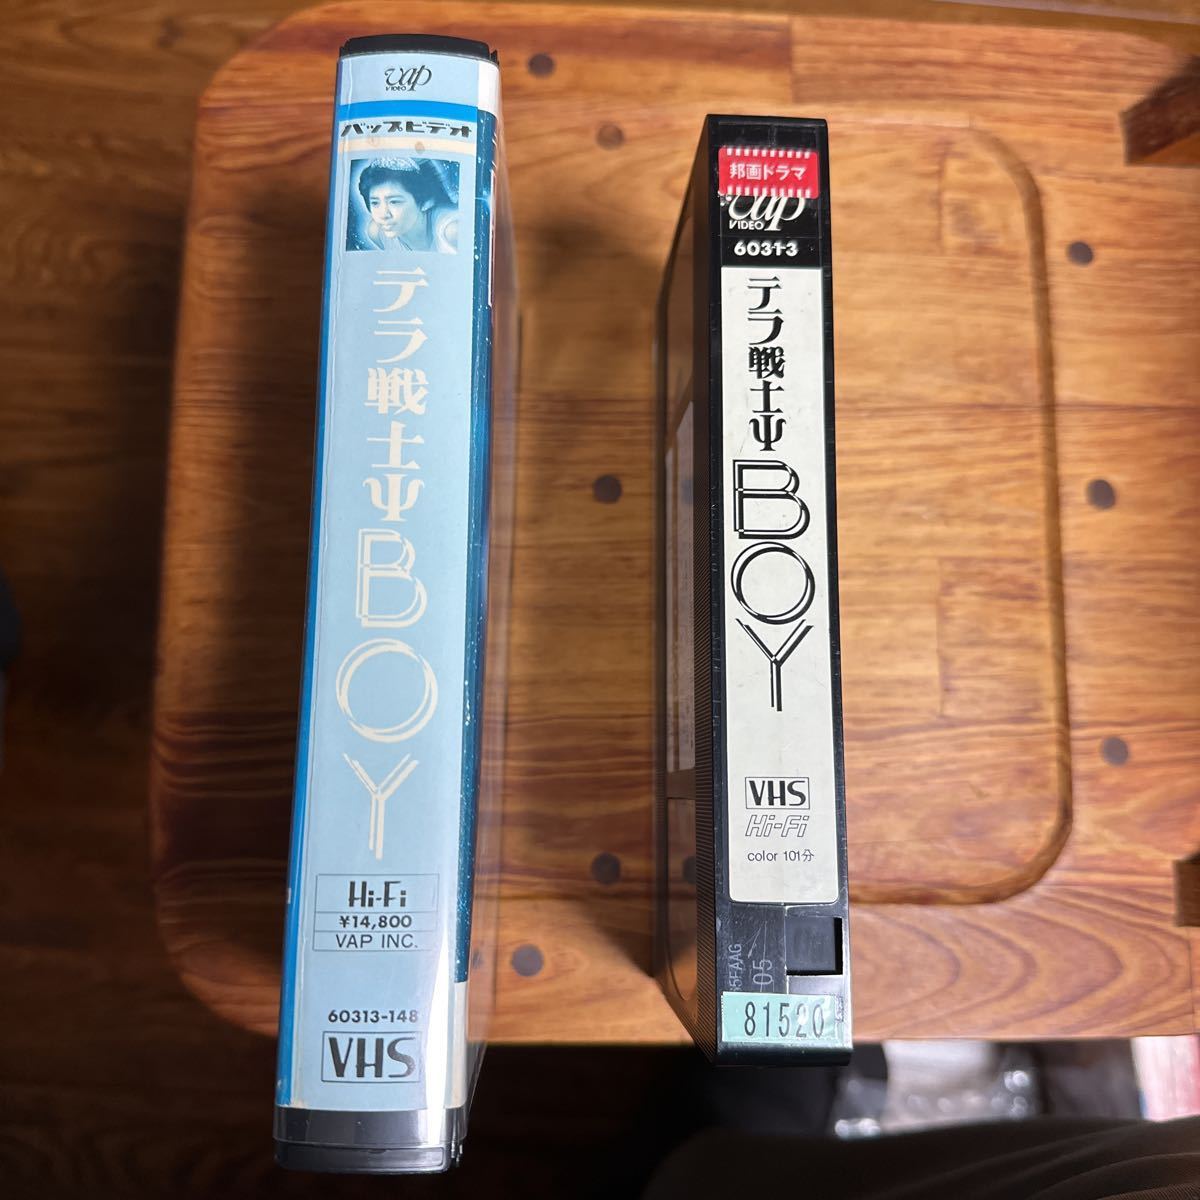 vap
VIDEO
バップビデオ
テラ戦士Ψ
BOY
Hi-Fi
¥14,800
VAP INC.
60313-148
VHS
邦画ドラマ
vap
VIDEO
60313
テラ戦士Ψ
BOY
VHS
Hi-Fi
color 101分
05
81520